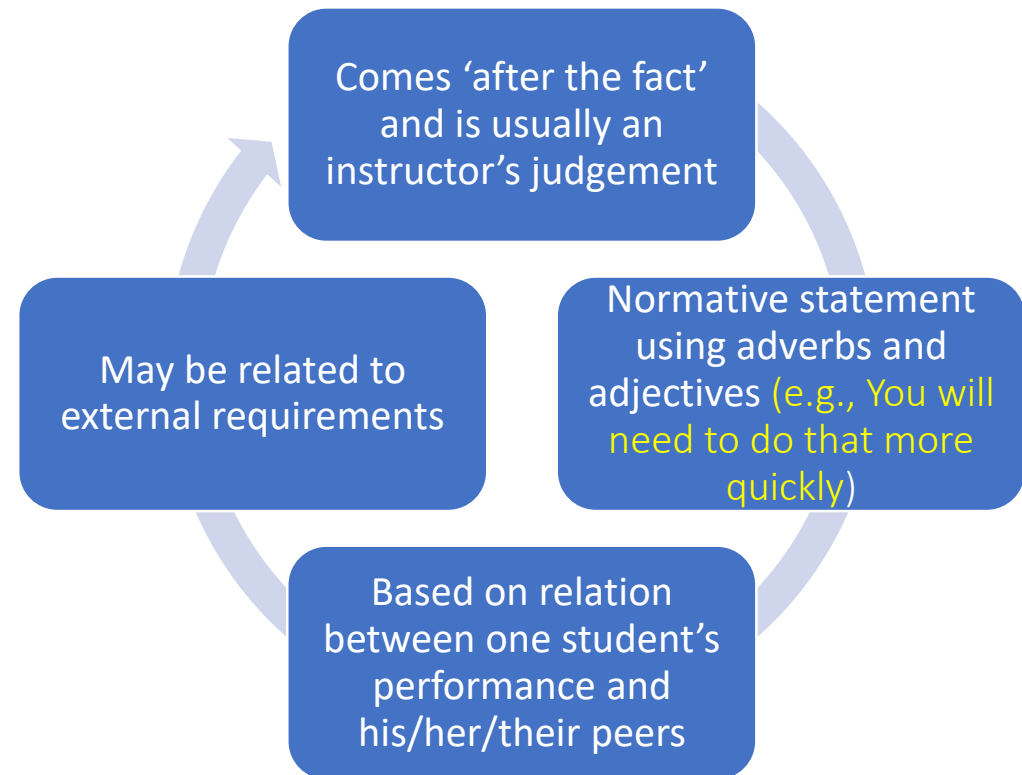 Comes ‘after the fact’
and is usually an
instructor’s judgement
Normative statement
using adverbs and
adjectives (e.g., You will
need to do that more
quickly)
Based on relation
between one student’s
performance and
his/her/their peers
May be related to
external requirements